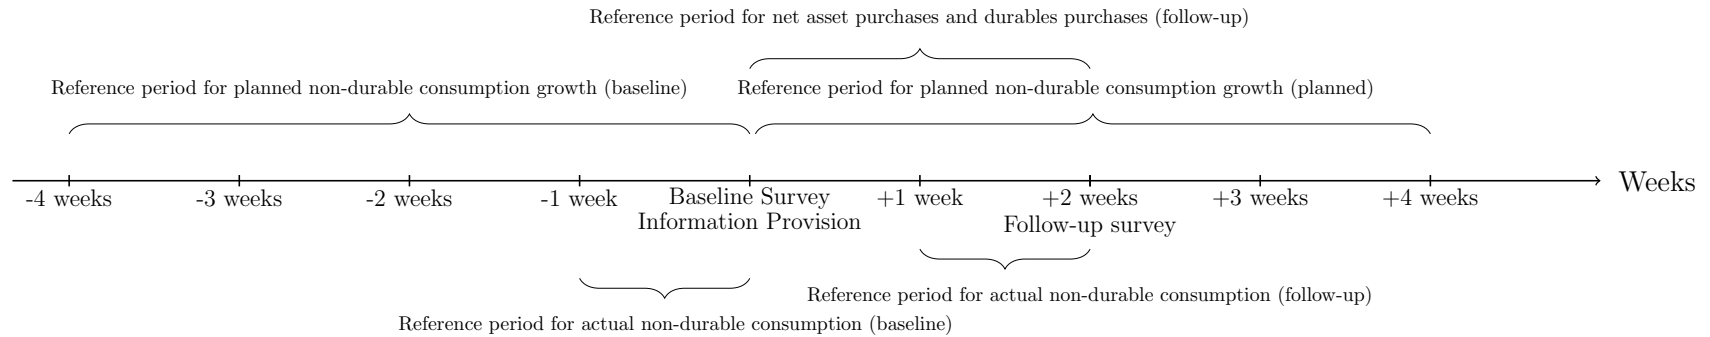 Reference period for net asset purchases and durables purchases (follow-up)
Reference period for planned non-durable consumption growth (baseline)
Reference period for planned non-durable consumption growth (planned)
Weeks
-4 weeks
-3 weeks
-2 weeks
-1 week
Baseline Survey
Information Provision
+1 week
+2 weeks
Follow-up survey
+3 weeks
+4 weeks
Reference period for actual non-durable consumption (follow-up)
Reference period for actual non-durable consumption (baseline)